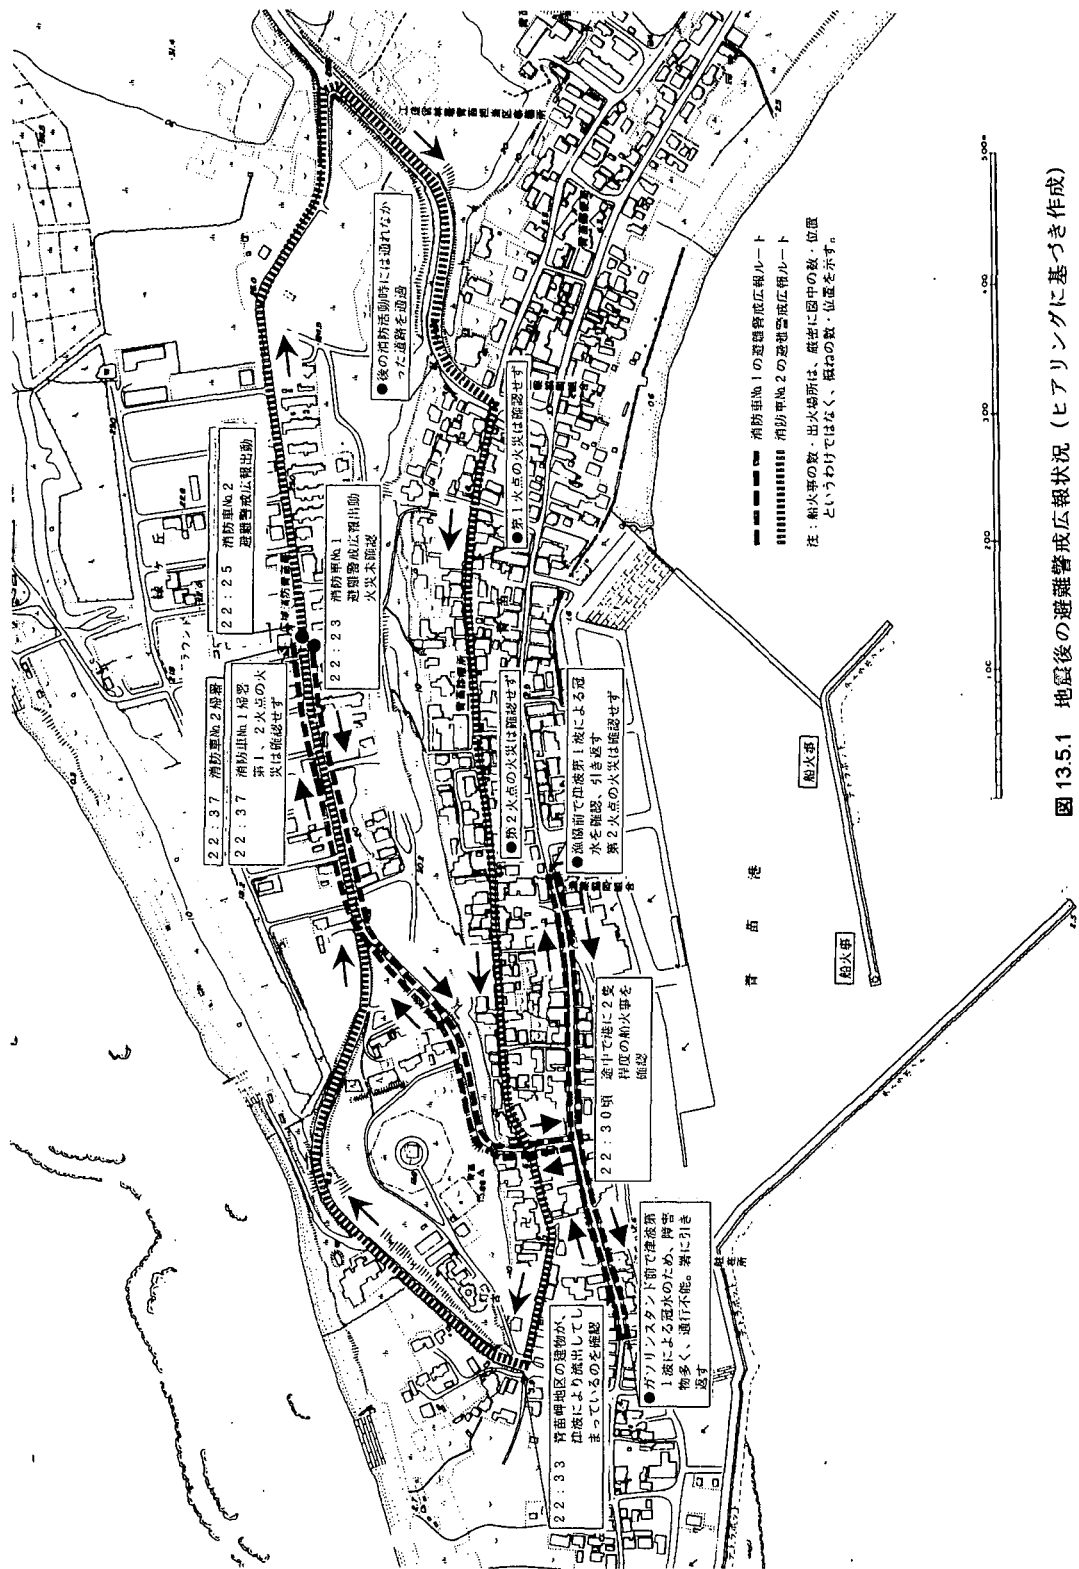 22:37 消防車No.2帰署
22:37 消防車No.1帰署
第1、2火点の火
災は確認せず
22:25 消防車No.2
避難警戒広報出動
22:23 消防車No.1
避難警戒広報出動
火災未確認
●後の消防活動時には通れなか
った道路を通過
●第1火点の火災は確認せず
●第2火点の火災は確認せず
●漁協前で津波第1波による冠
水を確認、引き返す
第2火点の火災は確認せず
22:30頃 途中で港に2隻
程度の船火事を
確認
22:33 青苗岬地区の建物が、
津波により流出してし
まっているのを確認
●ガソリンスタンド前で津波第
1波による冠水のため、障害
物多く、通行不能。署に引き
返す
船火事
船火事
青苗港
消防車No.1の避難警戒広報ルート
消防車No.2の避難警戒広報ルート
注:船火事の数・出火場所は、厳密に図中の数、位置
というわけではなく、概ねの数・位置を示す。
100
200
300
400
500m
図13.5.1 地震後の避難警戒広報状況(ヒアリングに基づき作成)